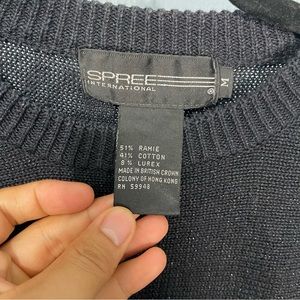 SPREE
INTERNATIONAL
®
M
51% RAMIE
41% COTTON
8% LUREX
MADE IN BRITISH CROWN
COLONY OF HONG KONG
RN 59948